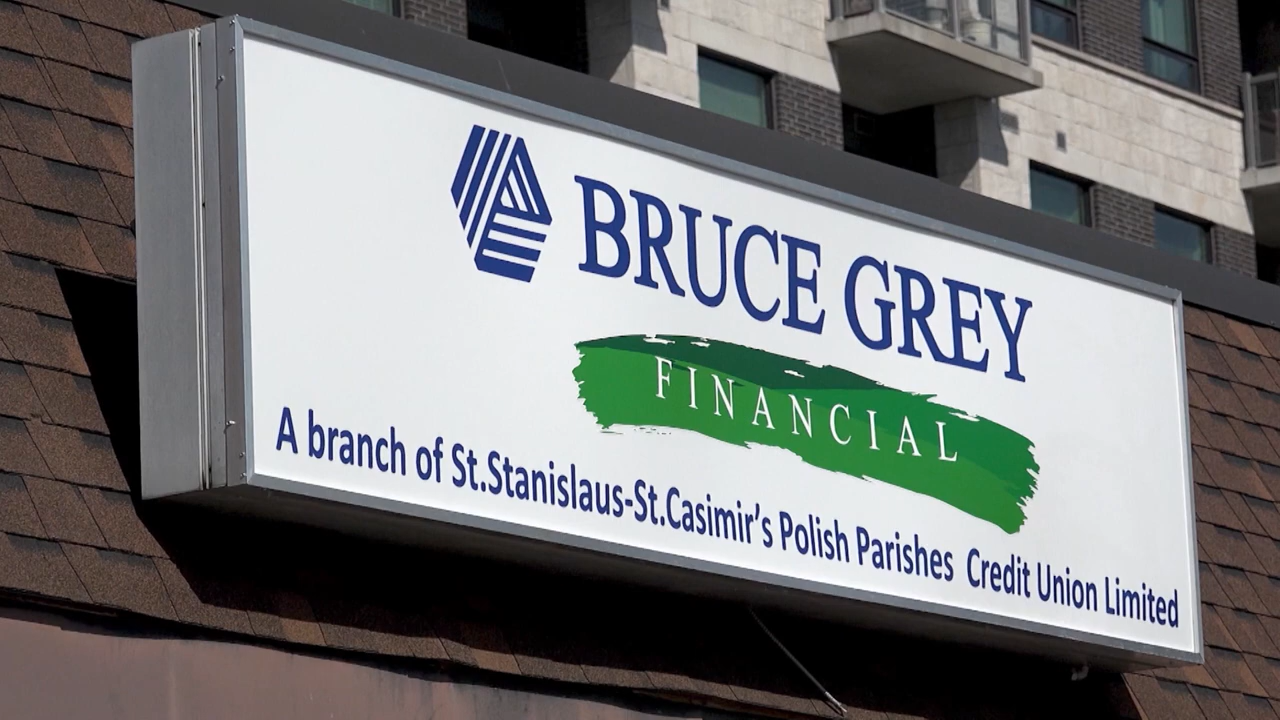 BRUCE GREY
FINANCIAL
A branch of St.Stanislaus-St.Casimir's Polish Parishes Credit Union Limited